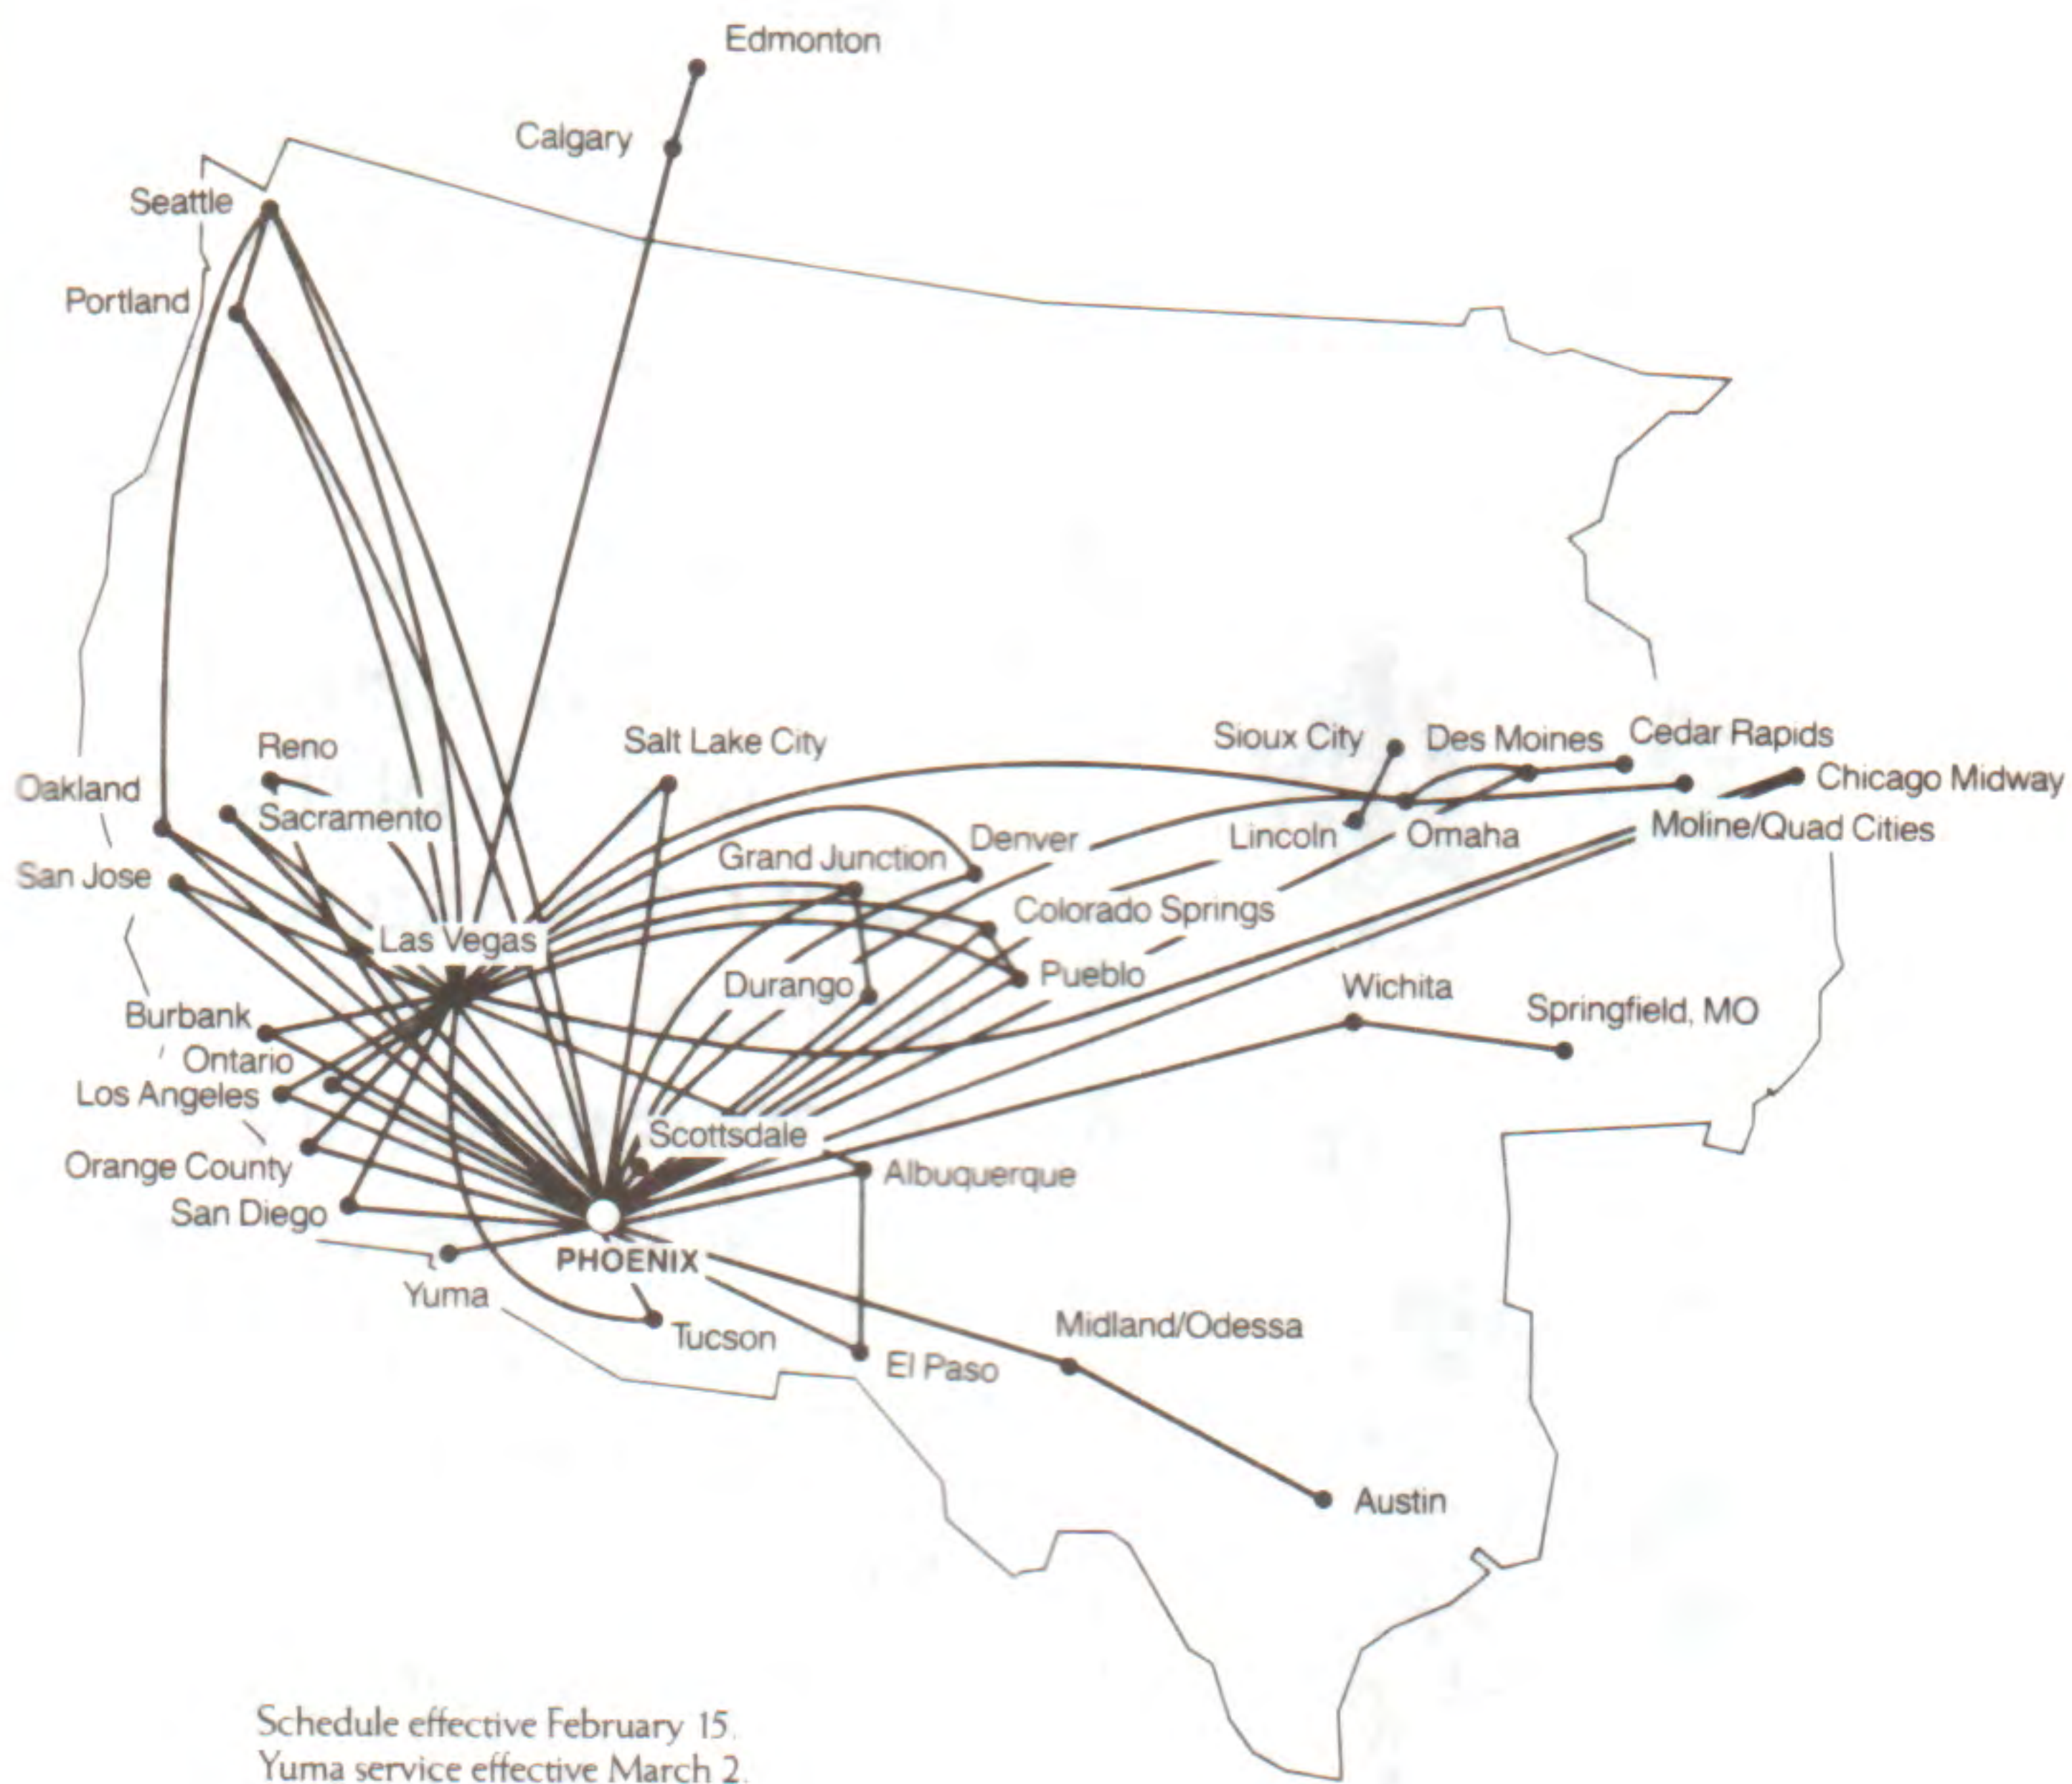 Edmonton
Calgary
Seattle
Portland
Reno
Salt Lake City
Sioux City
Des Moines
Cedar Rapids
Oakland
Chicago Midway
Sacramento
Denver
Lincoln
Omaha
Moline/Quad Cities
Grand Junction
San Jose
Colorado Springs
Las Vegas
Durango
Pueblo
Wichita
Springfield, MO
Burbank
Ontario
Los Angeles
Scottsdale
Orange County
Albuquerque
San Diego
PHOENIX
Yuma
Tucson
Midland/Odessa
El Paso
Austin
Schedule effective February 15.
Yuma service effective March 2.